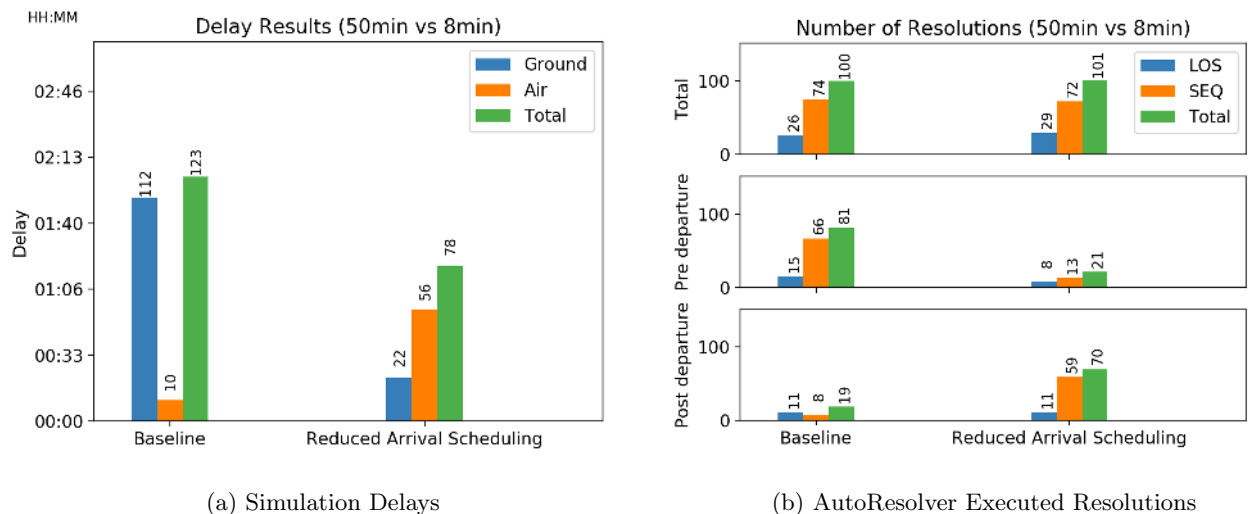 HH:MM
Delay Results (50min vs 8min)
Ground
Air
Total
Delay
02:46
02:13
01:40
01:06
00:33
00:00
112
10
123
22
56
78
Baseline
Reduced Arrival Scheduling
(a) Simulation Delays
Number of Resolutions (50min vs 8min)
LOS
SEQ
Total
Total
100
0
26
74
100
29
72
101
Pre departure
100
0
15
66
81
8
13
21
Post departure
100
0
11
8
19
11
59
70
Baseline
Reduced Arrival Scheduling
(b) AutoResolver Executed Resolutions